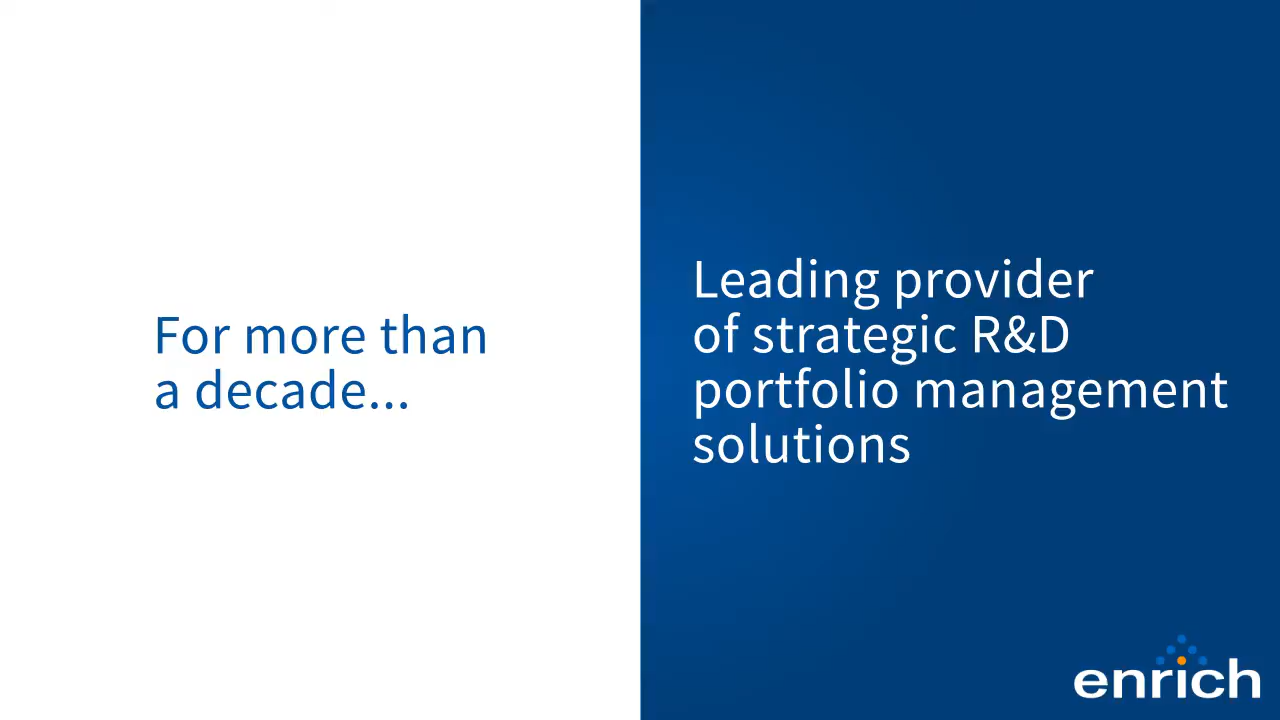 For more than
a decade...
Leading provider
of strategic R&D
portfolio management
solutions
enrich